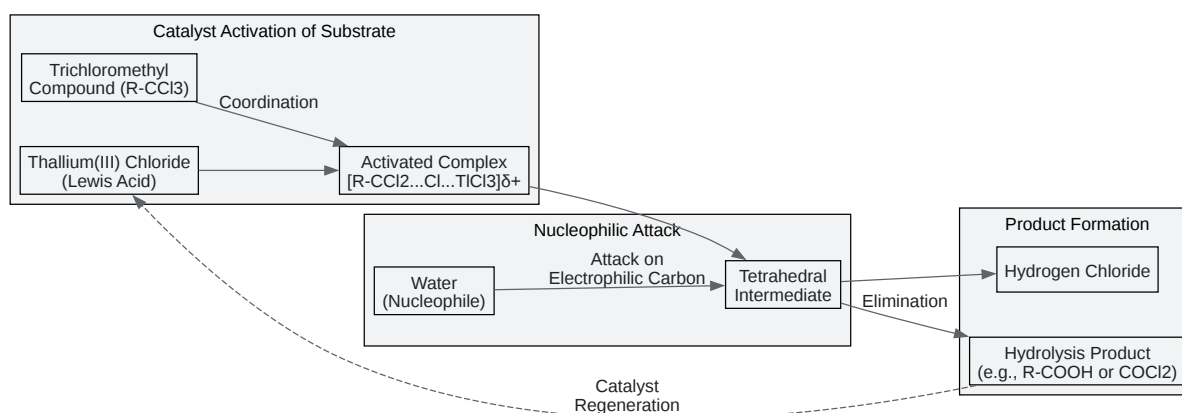 Catalyst Activation of Substrate
Trichloromethyl
Compound (R-CCl3)
Coordination
Thallium(III) Chloride
(Lewis Acid)
Activated Complex
[R-CCl2...Cl...TlCl3]δ+
Nucleophilic Attack
Water
(Nucleophile)
Attack on
Electrophilic Carbon
Tetrahedral
Intermediate
Product Formation
Hydrogen Chloride
Elimination
Hydrolysis Product
(e.g., R-COOH or COCl2)
Catalyst
Regeneration